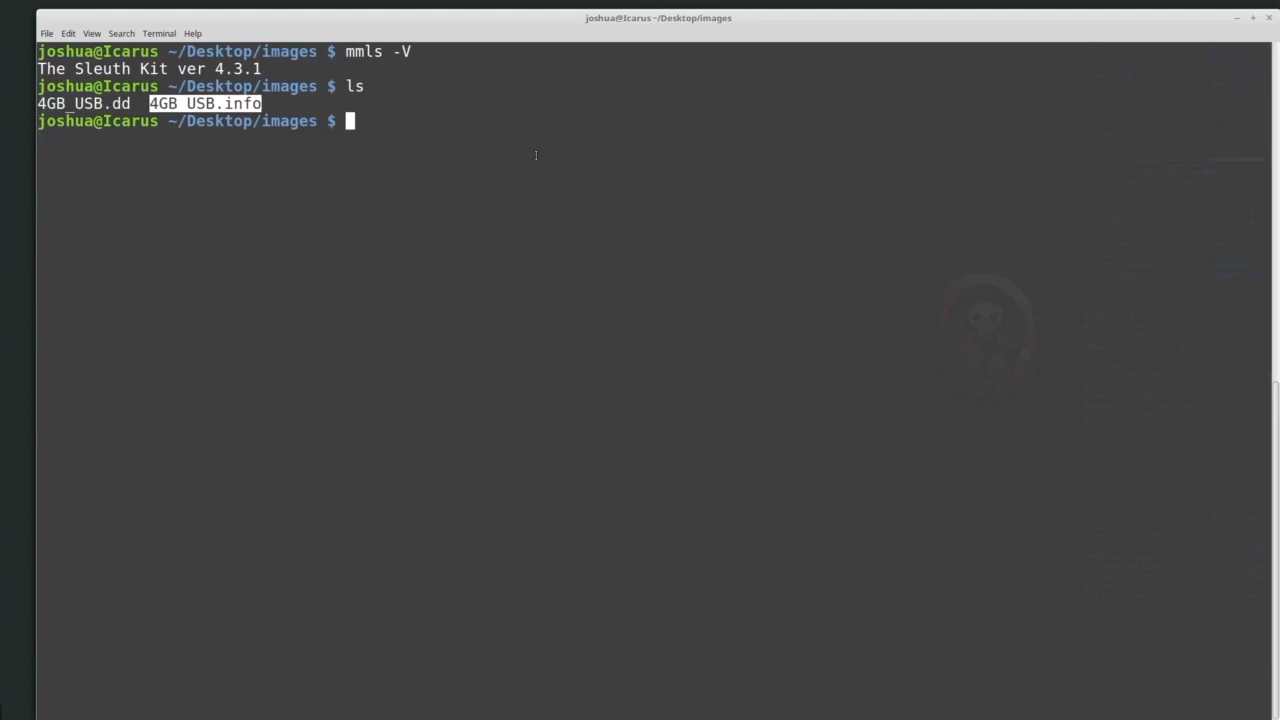 joshua@Icarus ~/Desktop/images
File Edit View Search Terminal Help
joshua@Icarus ~/Desktop/images $ mmls -V
The Sleuth Kit ver 4.3.1
joshua@Icarus ~/Desktop/images $ ls
4GB_USB.dd 4GB_USB.info
joshua@Icarus ~/Desktop/images $